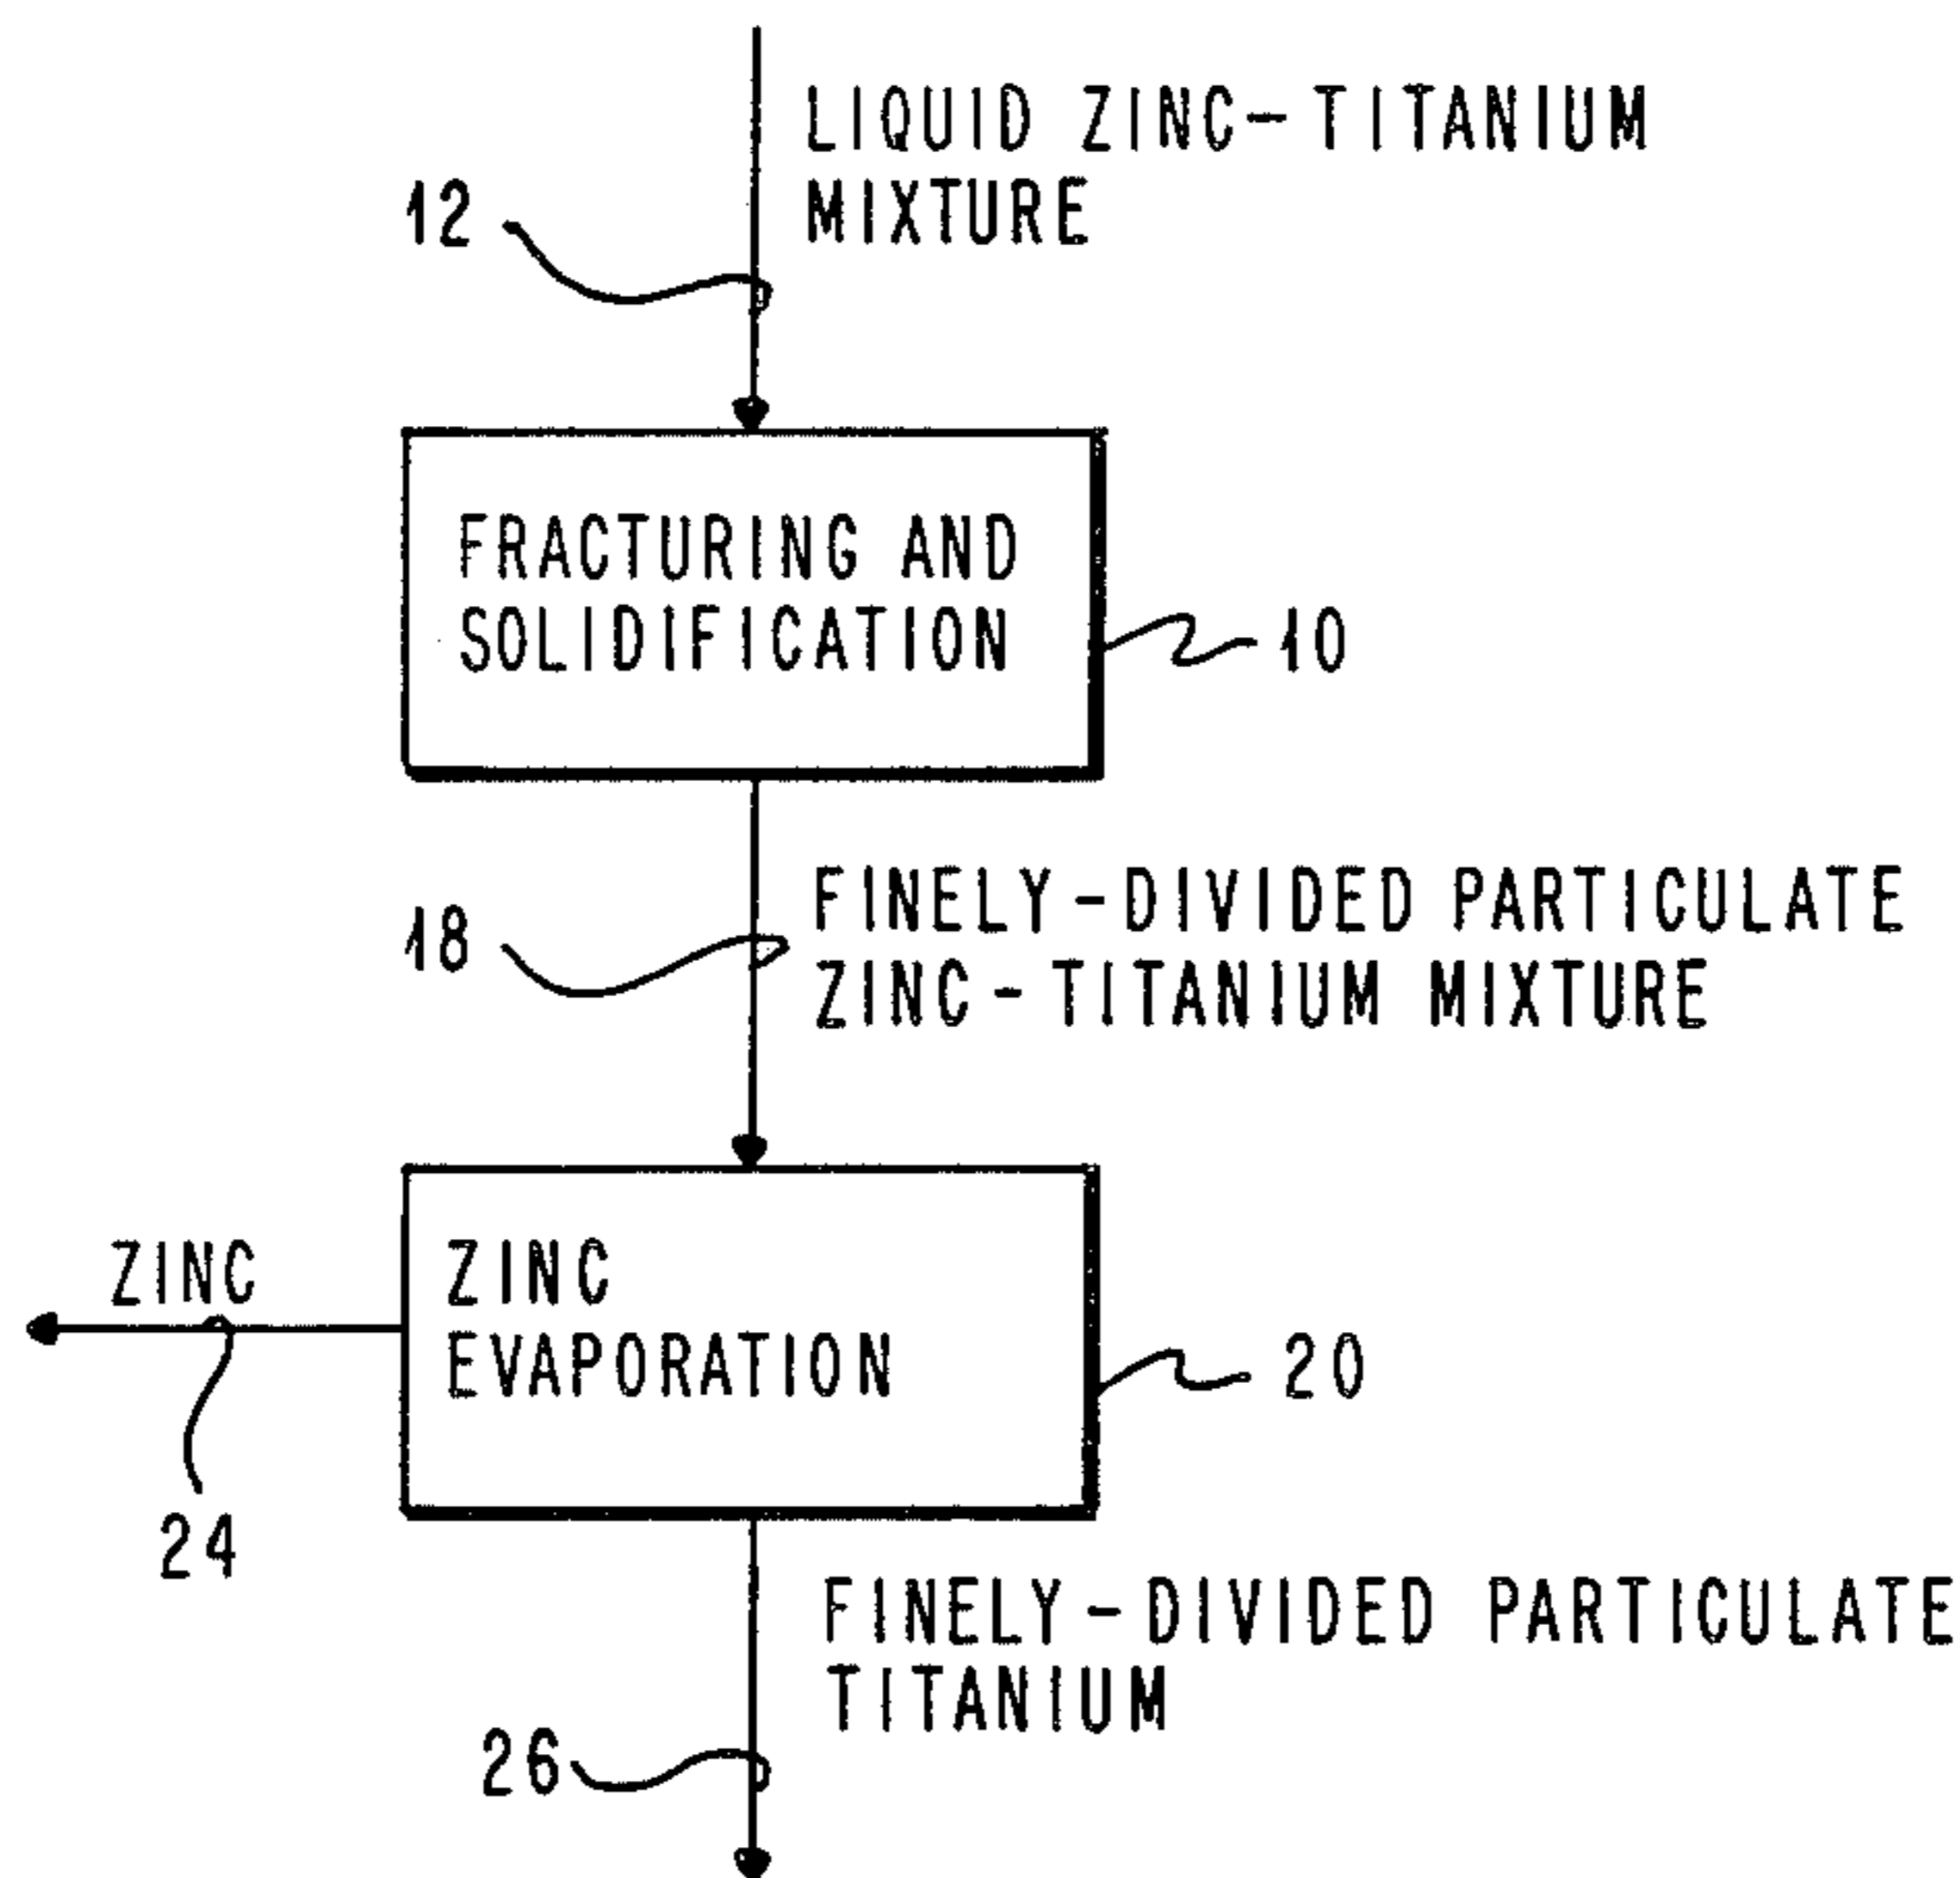 LIQUID ZINC-TITANIUM
MIXTURE
12
FRACTURING AND
SOLIDIFICATION
10
FINELY-DIVIDED PARTICULATE
18
ZINC-TITANIUM MIXTURE
ZINC
ZINC
EVAPORATION
20
24
FINELY-DIVIDED PARTICULATE
TITANIUM
26